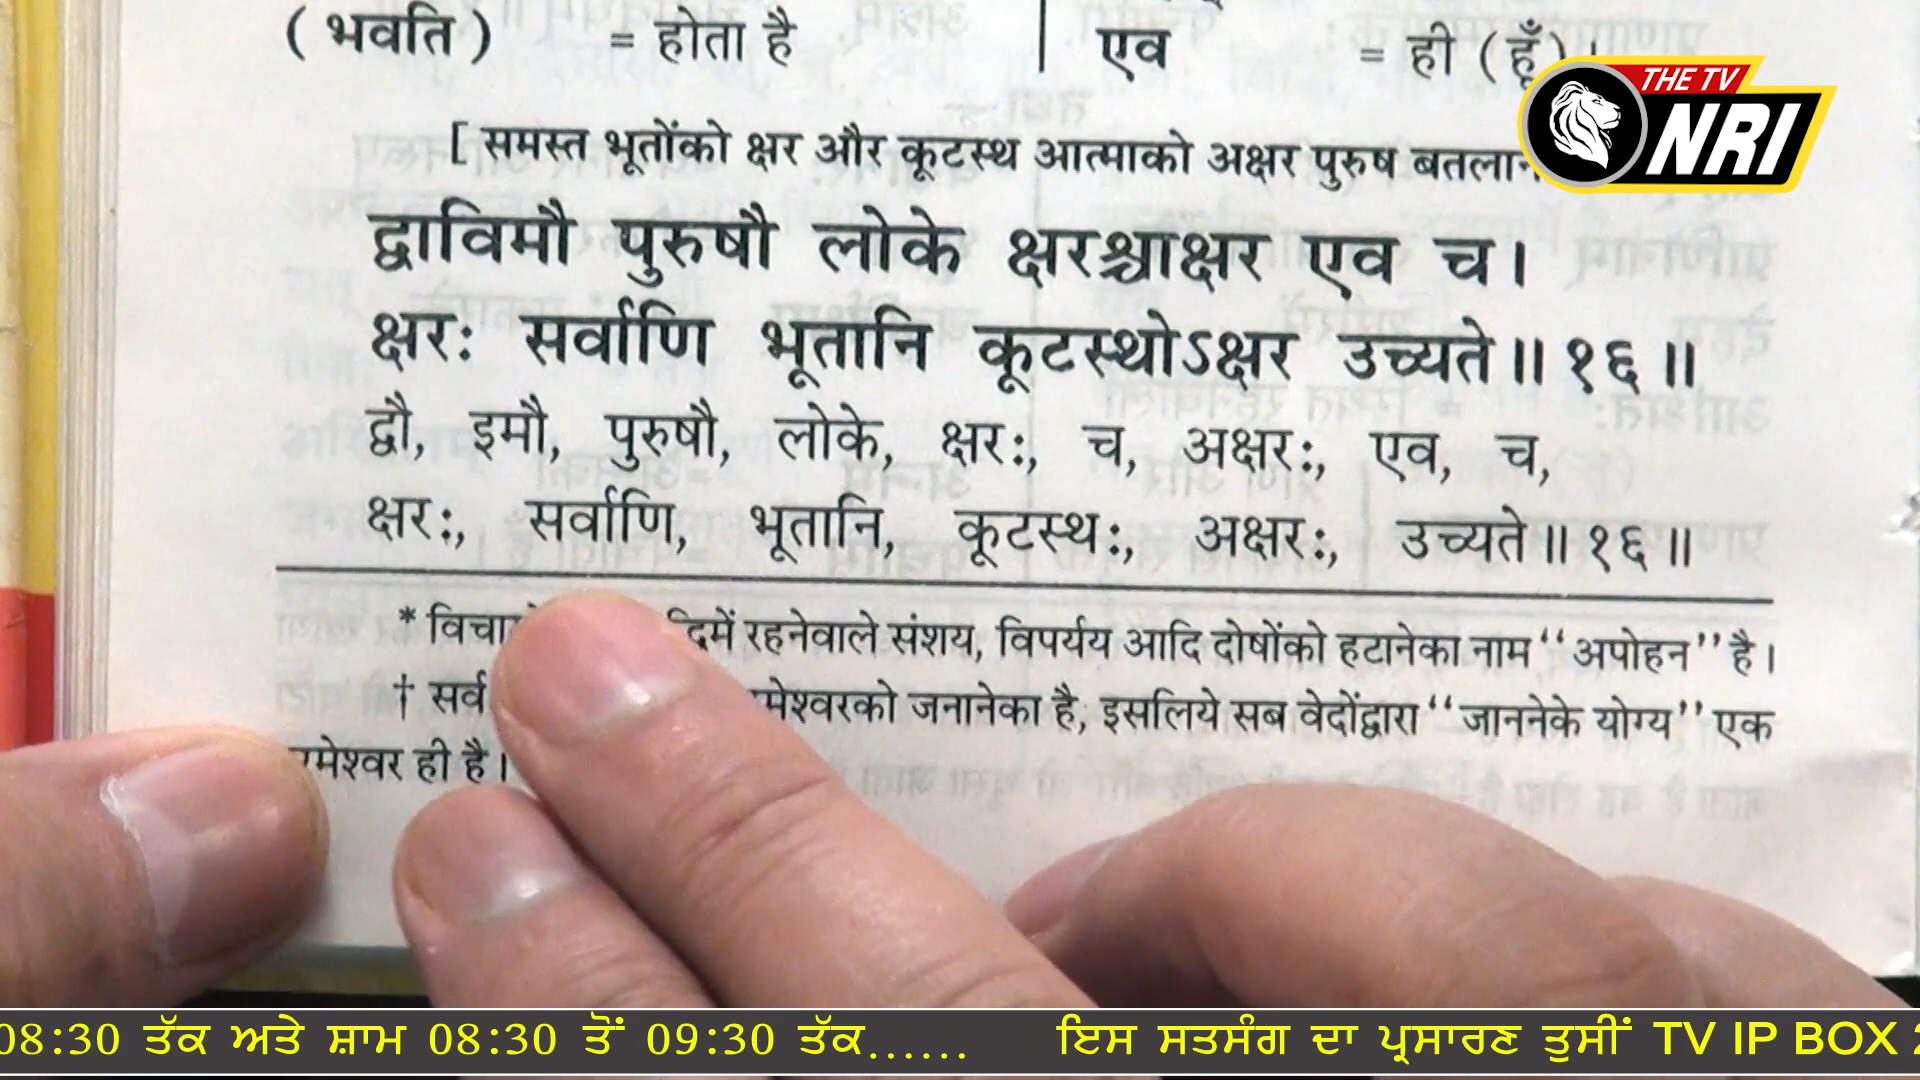 ( भवति ) = होता है | एव = ही ( हूँ ) ।
[ समस्त भूतोंको क्षर और कूटस्थ आत्माको अक्षर पुरुष
द्वाविमौ पुरुषौ लोके क्षरश्चाक्षर एव च।
क्षरः सर्वाणि भूतानि कूटस्थोऽक्षर उच्यते॥ १६॥
द्वौ, इमौ, पुरुषौ, लोके, क्षरः, च, अक्षरः, एव, च,
क्षरः, सर्वाणि, भूतानि, कूटस्थः, अक्षरः, उच्यते॥ १६॥
* रहनेवाले संशय, विपर्यय आदि दोषोंको हटानेका नाम ‘‘अपोहन’’ है।
† सर्व जनानेका है, इसलिये सब वेदोंद्वारा ‘‘जाननेके योग्य’’ एक
ही है।
THE TV
NRI
08:30 ਤੱਕ ਅਤੇ ਸ਼ਾਮ 08:30 ਤੋਂ 09:30 ਤੱਕ...... ਇਸ ਸਤਸੰਗ ਦਾ ਪ੍ਰਸਾਰਣ ਤੁਸੀਂ TV IP BOX